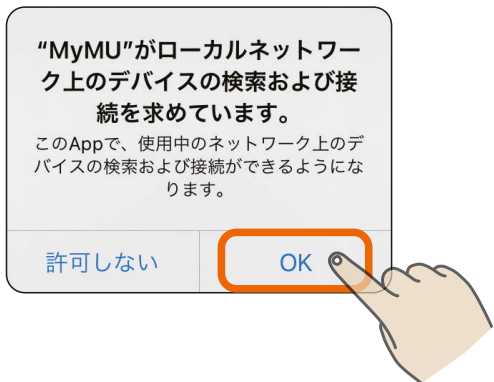 “MyMU”がローカルネットワー
ク上のデバイスの検索および接
続を求めています。
このAppで、使用中のネットワーク上のデ
バイスの検索および接続ができるようにな
ります。
許可しない
OK